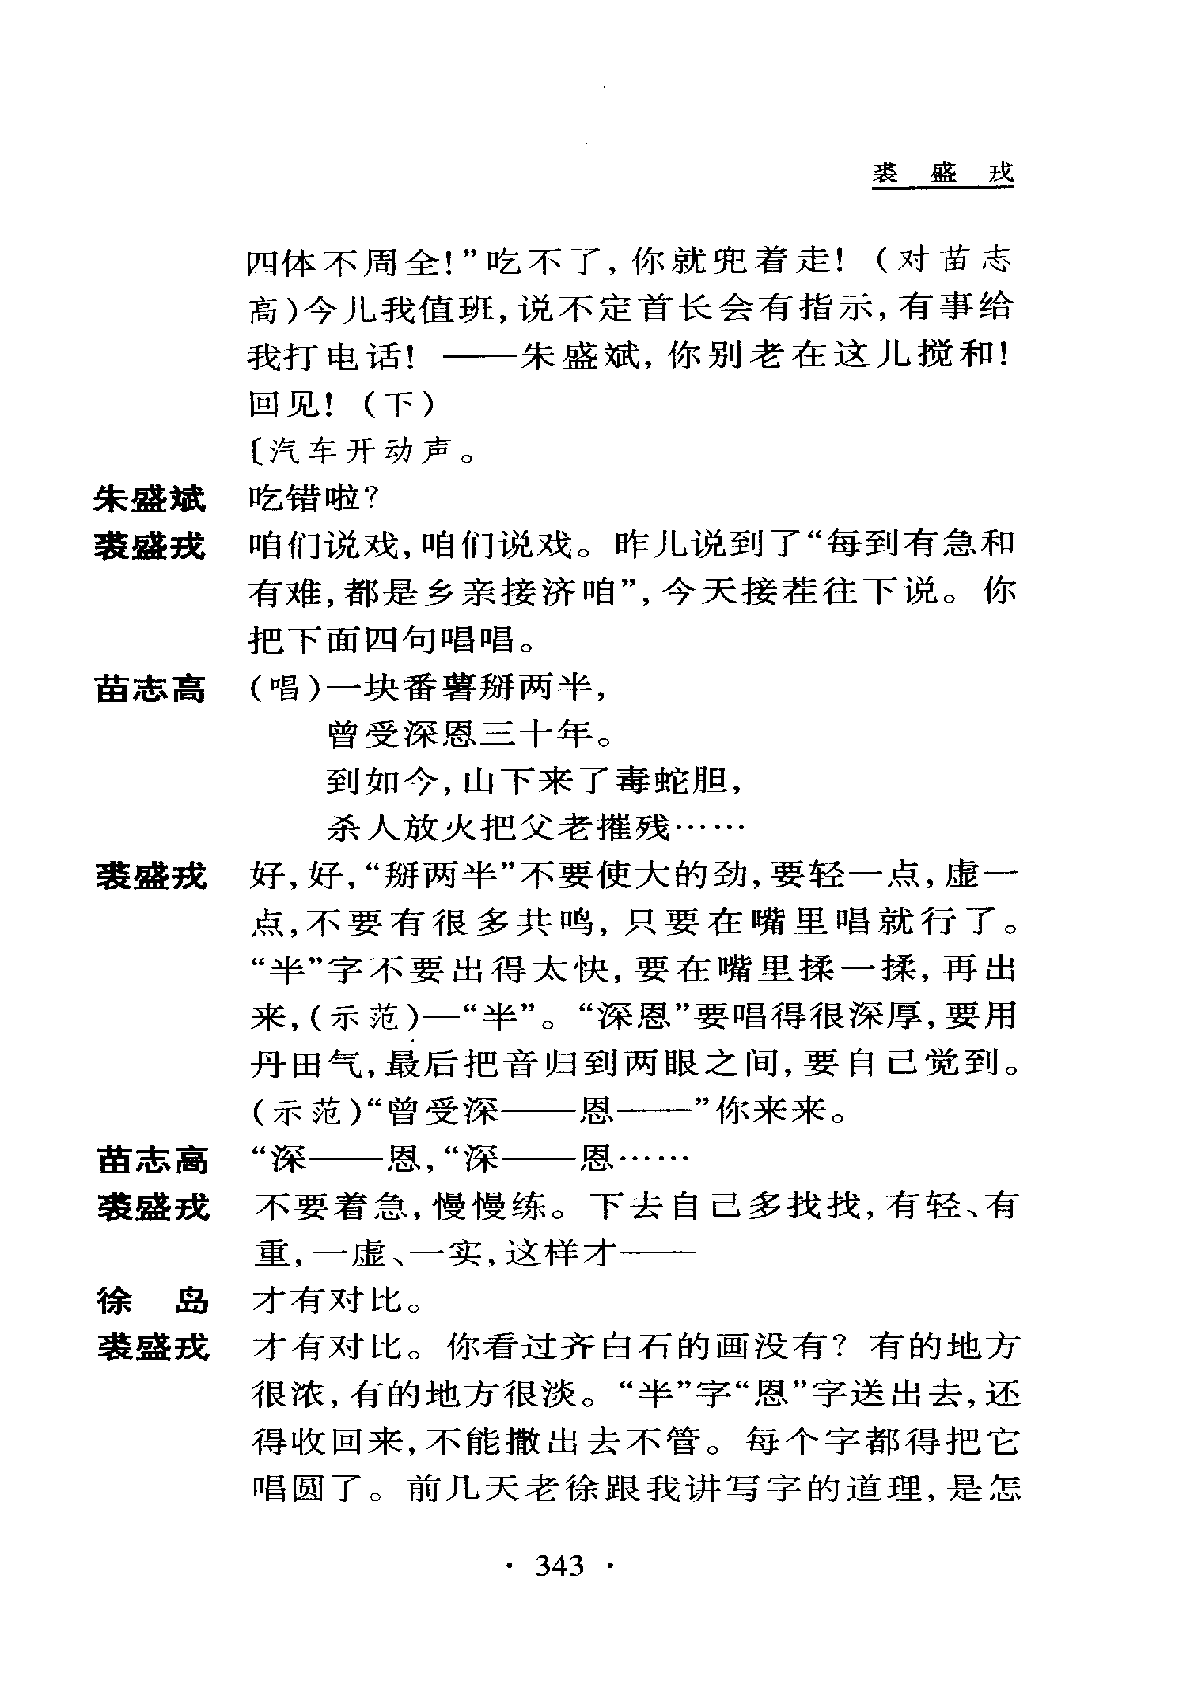 裘 盛 戎
四体不周全!”吃不了,你就兜着走!(对苗志
高)今儿我值班,说不定首长会有指示,有事给
我打电话! ——朱盛斌,你别老在这儿搅和!
回见!(下)
〔汽车开动声。
朱盛斌 吃错啦?
裘盛戎 咱们说戏,咱们说戏。昨儿说到了“每到有急和
有难,都是乡亲接济咱”,今天接茬往下说。你
把下面四句唱唱。
苗志高 (唱)一块番薯掰两半,
曾受深恩三十年。
到如今,山下来了毒蛇胆,
杀人放火把父老摧残……
裘盛戎 好,好,“掰两半”不要使大的劲,要轻一点,虚一
点,不要有很多共鸣,只要在嘴里唱就行了。
“半”字不要出得太快,要在嘴里揉一揉,再出
来,(示范)—“半”。“深恩”要唱得很深厚,要用
丹田气,最后把音归到两眼之间,要自己觉到。
(示范)“曾受深——恩——”你来来。
苗志高 “深——恩,“深——恩……
裘盛戎 不要着急,慢慢练。下去自己多找找,有轻、有
重,一虚、一实,这样才——
徐 岛 才有对比。
裘盛戎 才有对比。你看过齐白石的画没有?有的地方
很浓,有的地方很淡。“半”字“恩”字送出去,还
得收回来,不能撒出去不管。每个字都得把它
唱圆了。前几天老徐跟我讲写字的道理,是怎
· 343 ·